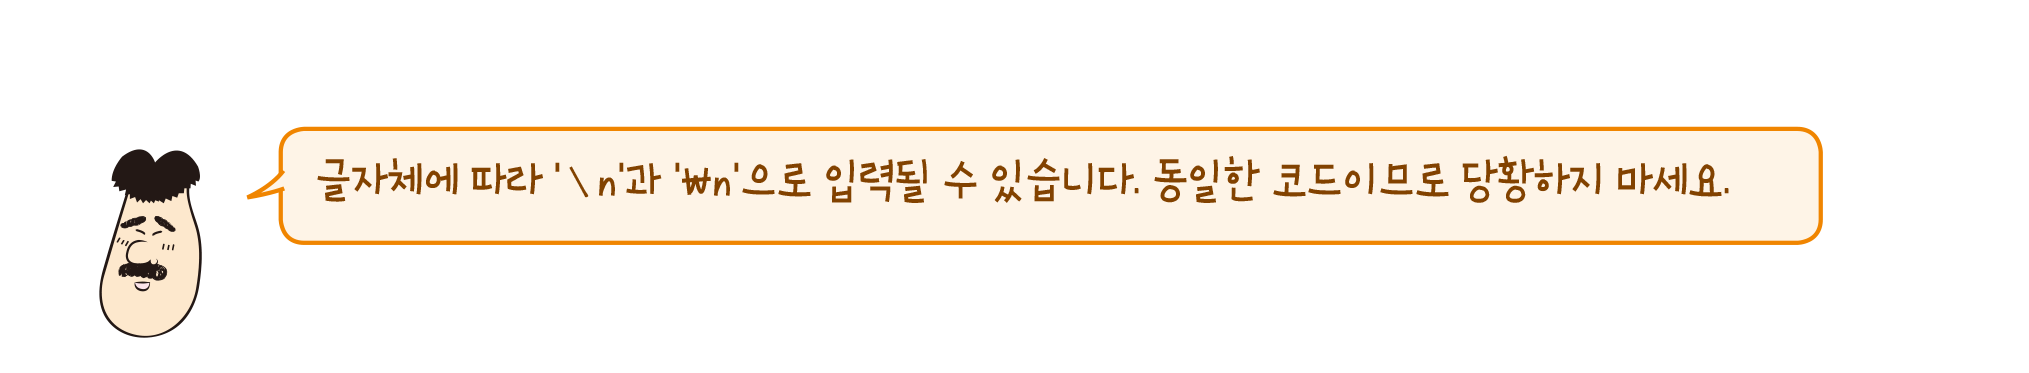 글자체에 따라 '\n'과 '₩n'으로 입력될 수 있습니다. 동일한 코드이므로 당황하지 마세요.